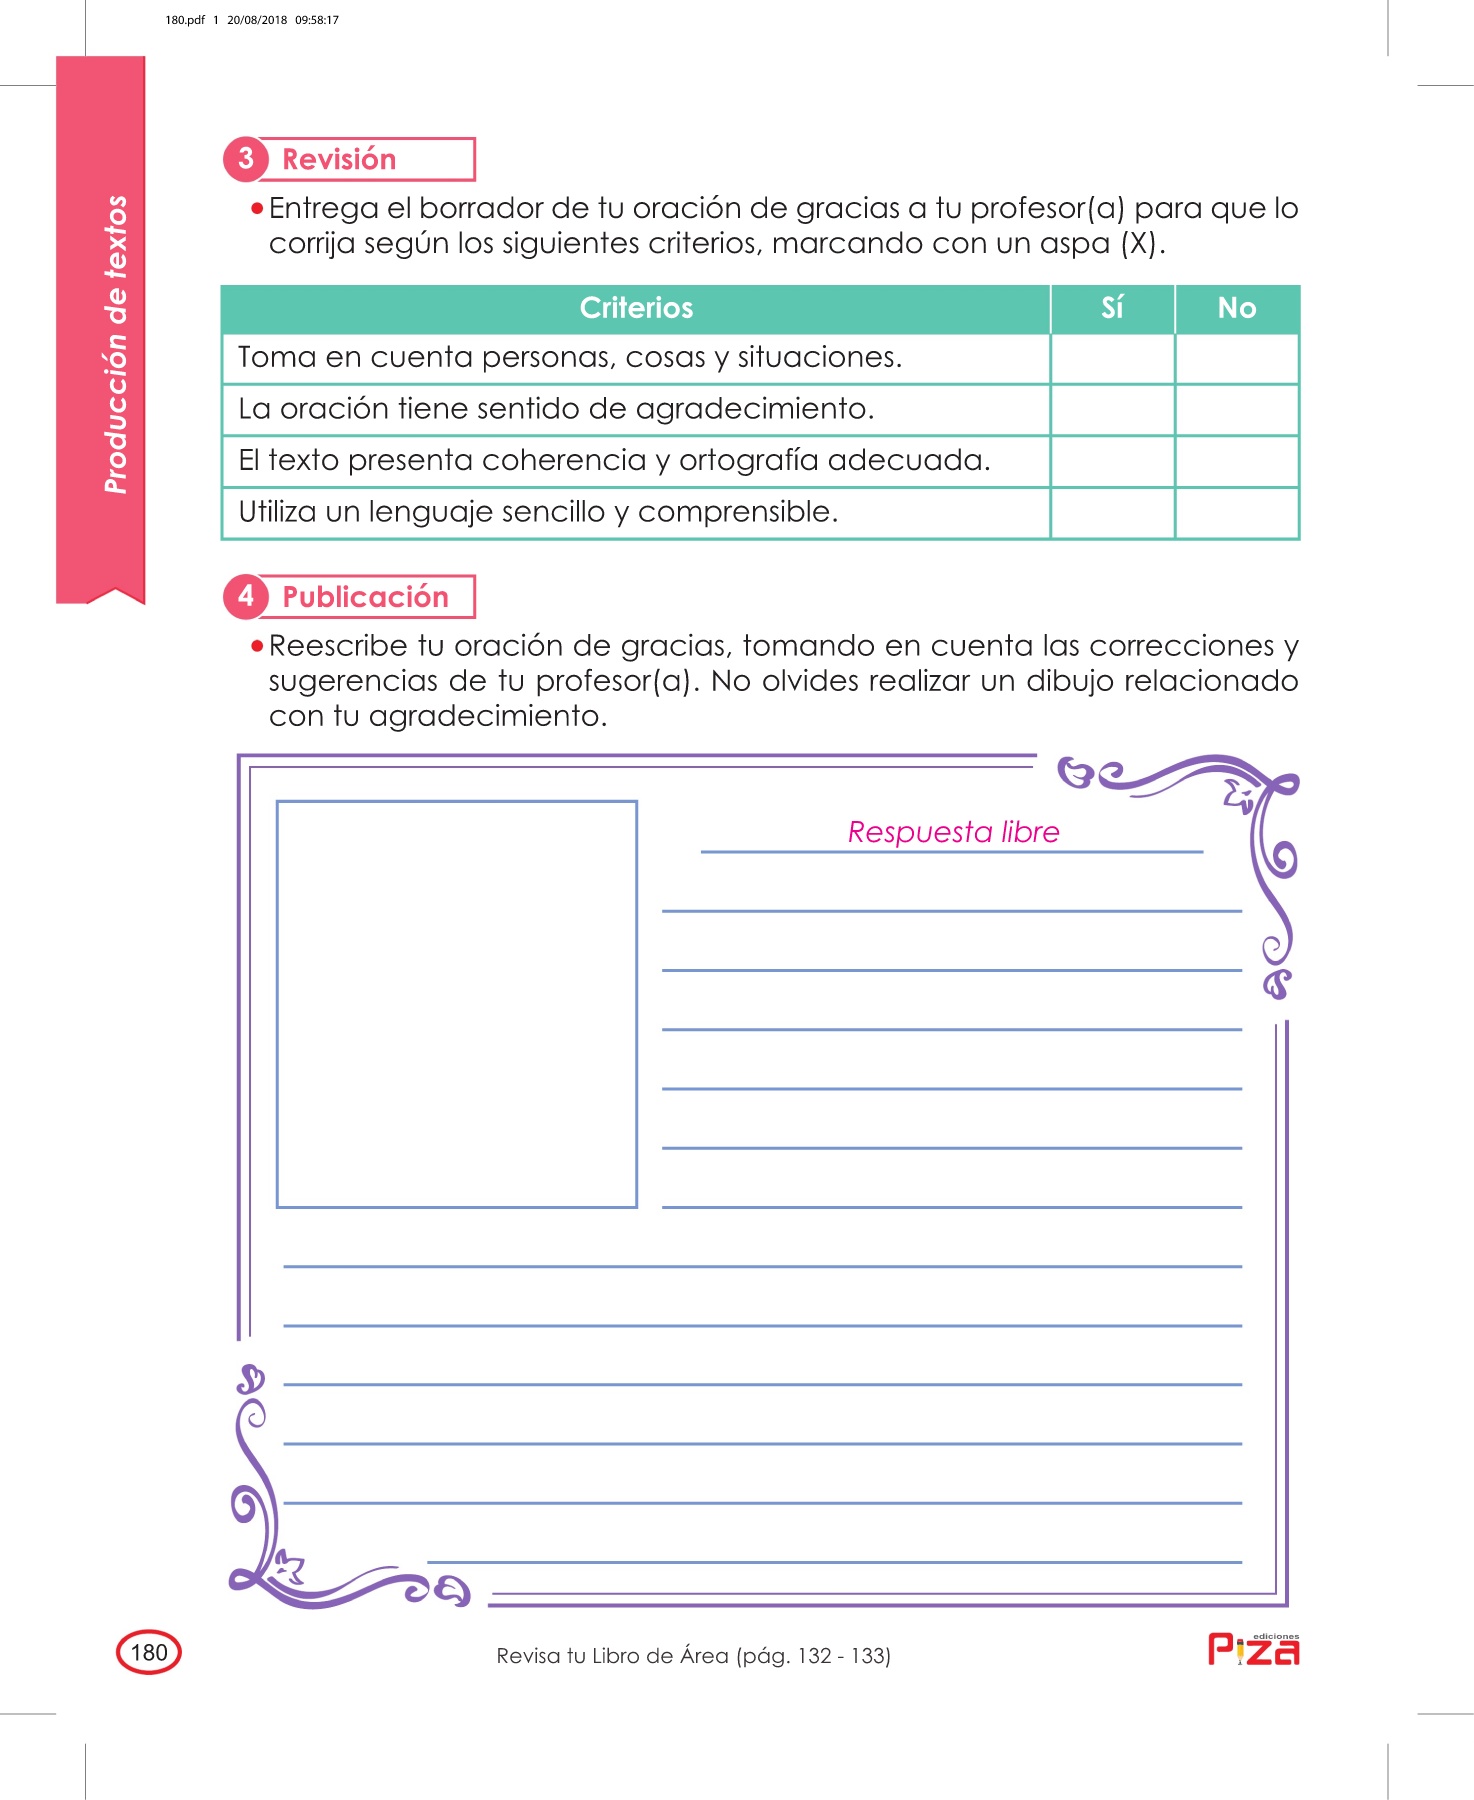 180.pdf 1 20/08/2018 09:58:17
Producción de textos
3 Revisión
Entrega el borrador de tu oración de gracias a tu profesor(a) para que lo
corrija según los siguientes criterios, marcando con un aspa (X).
Criterios Sí No
Toma en cuenta personas, cosas y situaciones.
La oración tiene sentido de agradecimiento.
El texto presenta coherencia y ortografía adecuada.
Utiliza un lenguaje sencillo y comprensible.
4 Publicación
Reescribe tu oración de gracias, tomando en cuenta las correcciones y
sugerencias de tu profesor(a). No olvides realizar un dibujo relacionado
con tu agradecimiento.
Respuesta libre
180
Revisa tu Libro de Área (pág. 132 - 133)
ediciones
Piza